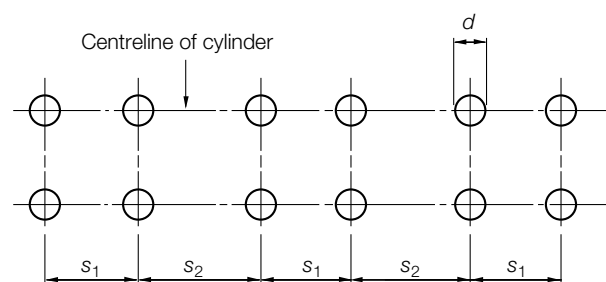 d
Centreline of cylinder
s₁ s₂ s₁ s₂ s₁